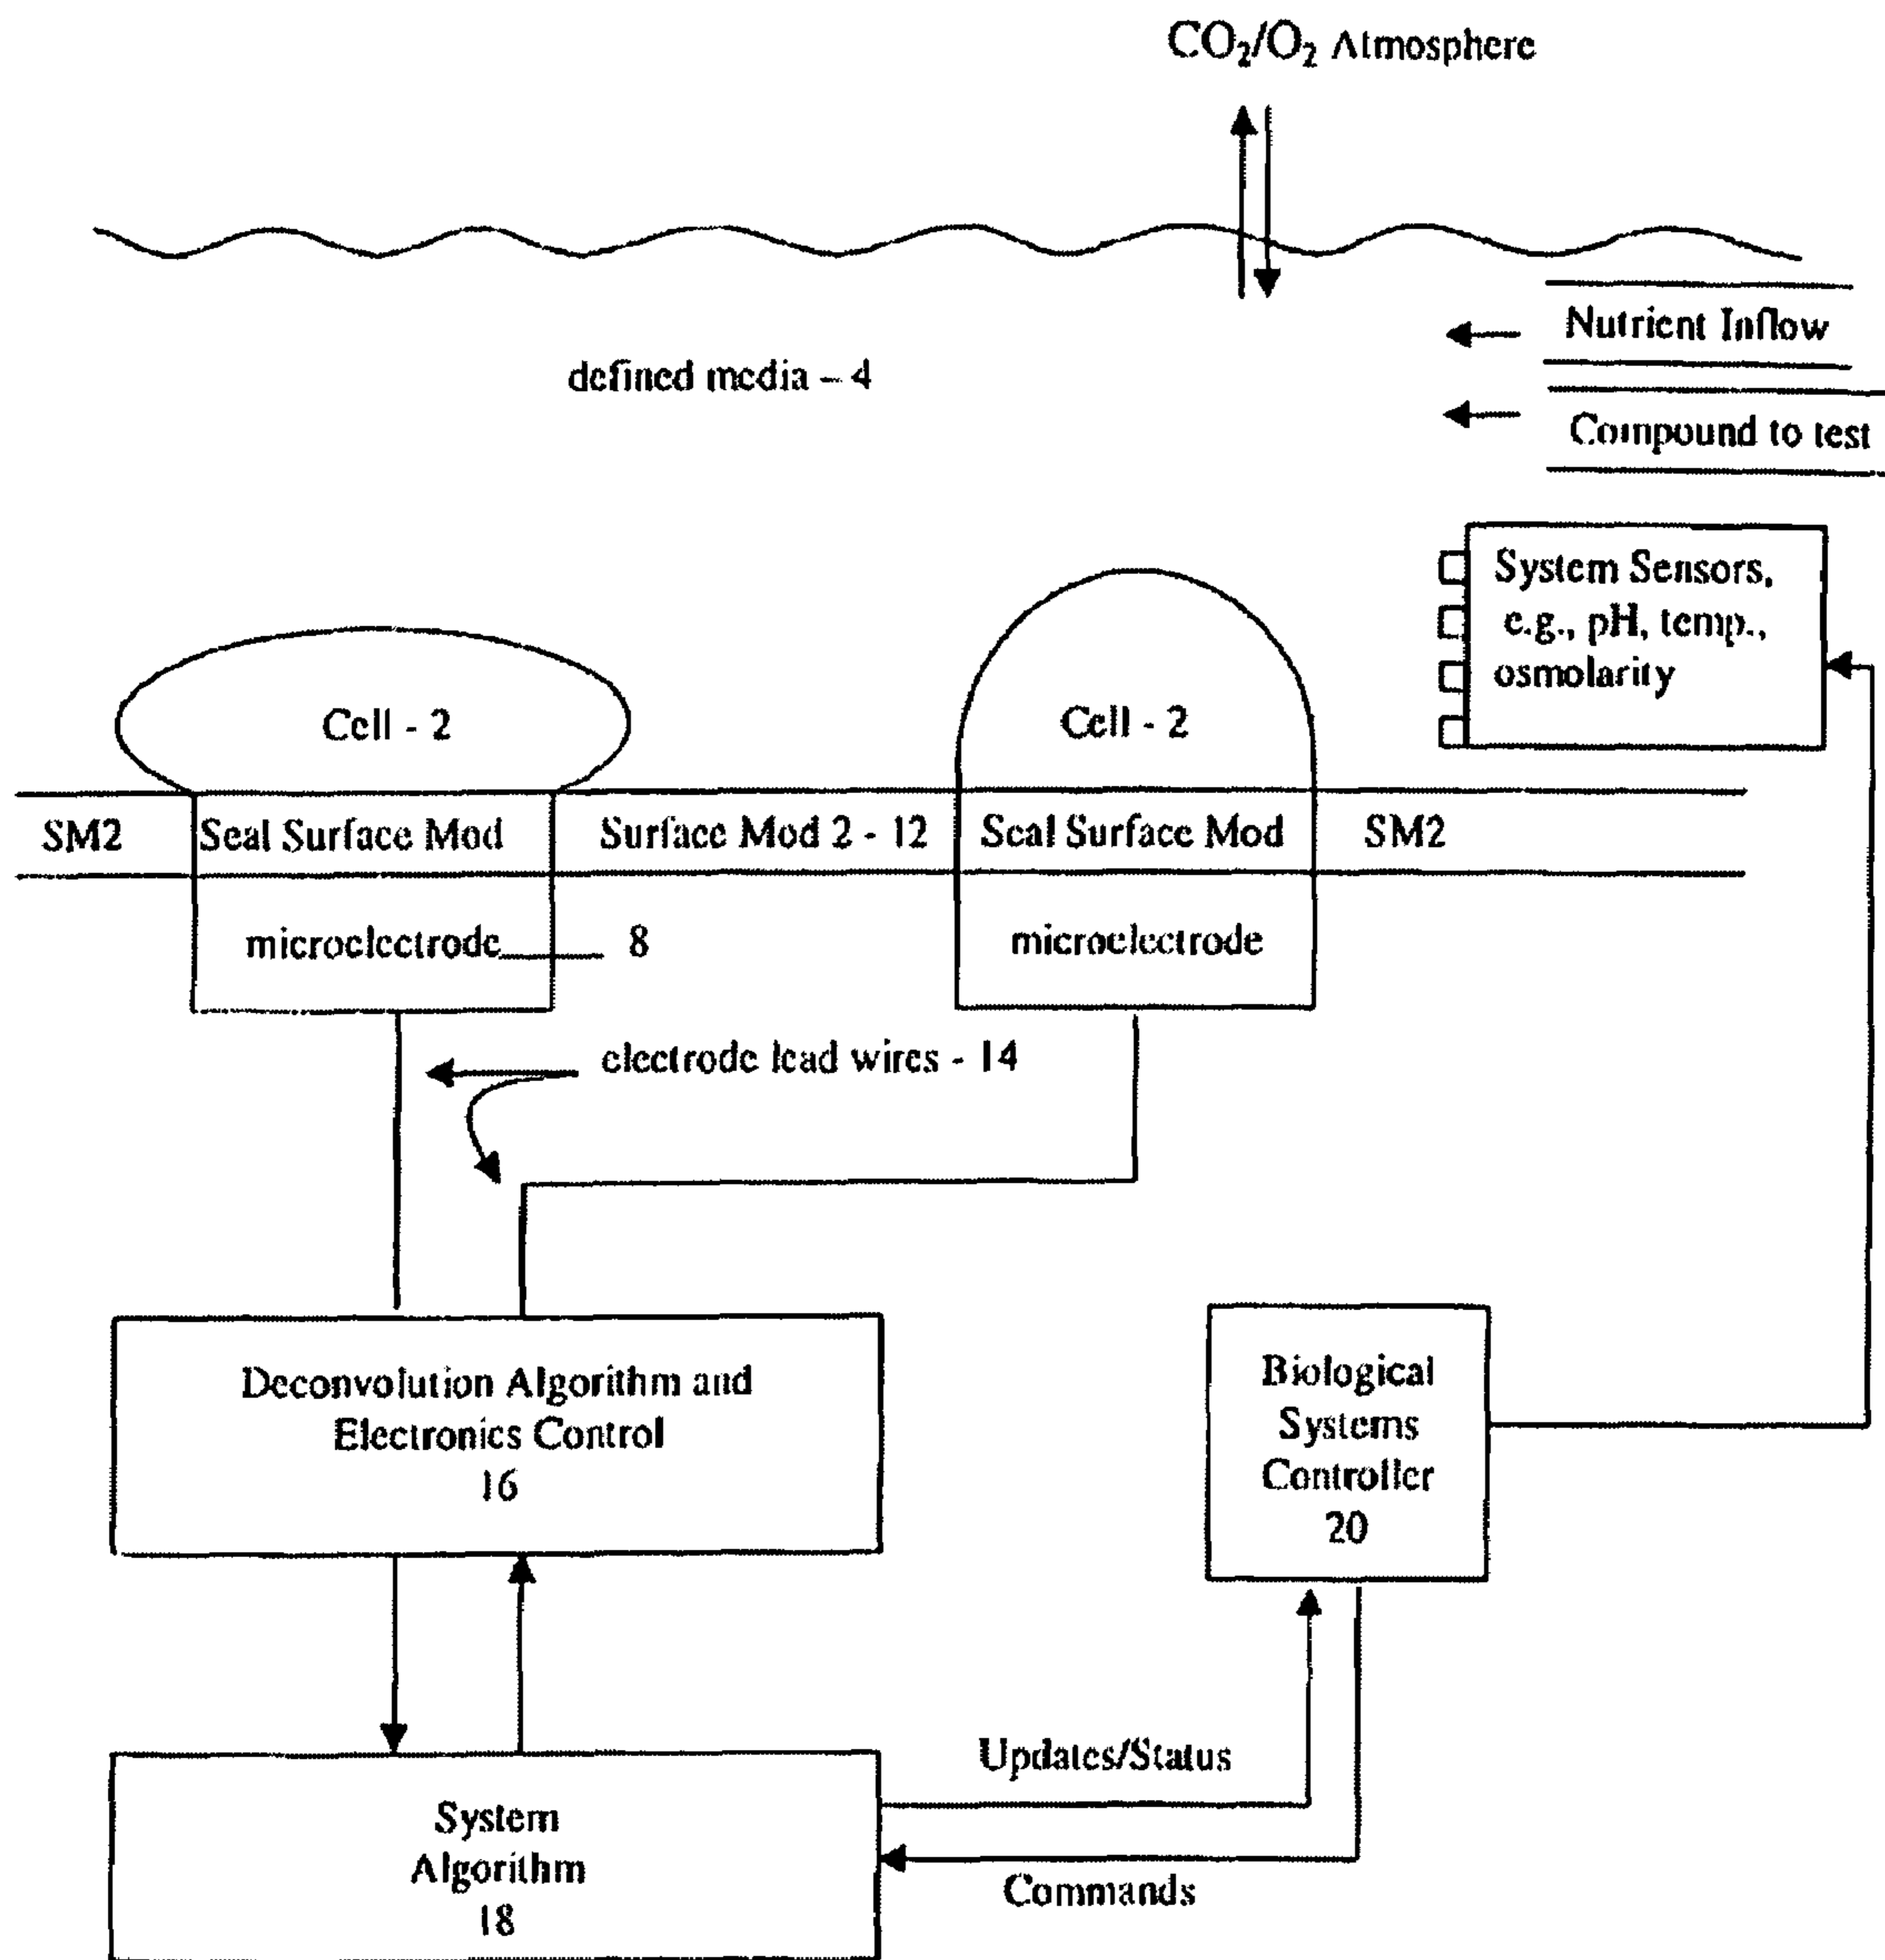 CO₂/O₂ Atmosphere
Nutrient Inflow
defined media – 4
Compound to test
System Sensors,
e.g., pH, temp.,
osmolarity
Cell - 2
Cell - 2
SM2
Seal Surface Mod
Surface Mod 2 - 12
Seal Surface Mod
SM2
microelectrode
8
microelectrode
electrode lead wires - 14
Deconvolution Algorithm and
Electronics Control
16
Biological
Systems
Controller
20
Updates/Status
System
Algorithm
18
Commands